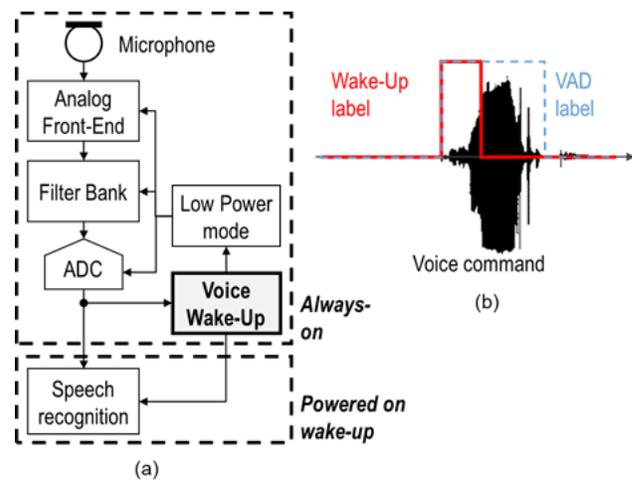 Microphone
Analog
Front-End
Filter Bank
Low Power
mode
ADC
Voice
Wake-Up
Always-
on
Speech
recognition
Powered on
wake-up
(a)
Wake-Up
label
VAD
label
Voice command
(b)